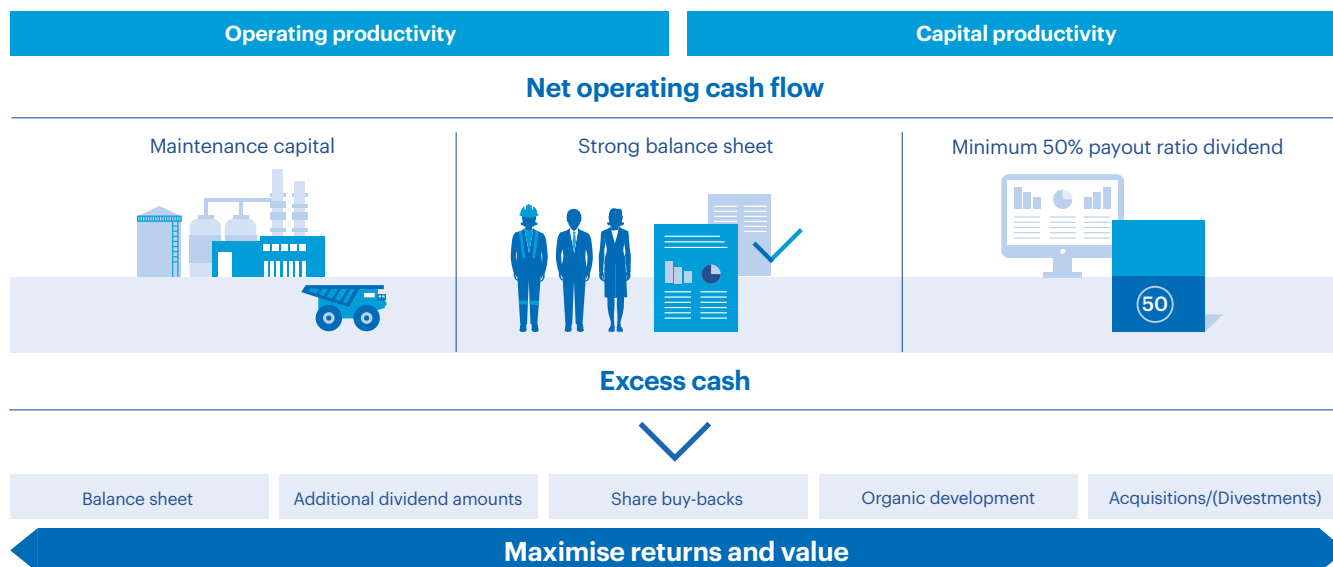 Operating productivity
Capital productivity
Net operating cash flow
Maintenance capital
Strong balance sheet
Minimum 50% payout ratio dividend
50
Excess cash
Balance sheet
Additional dividend amounts
Share buy-backs
Organic development
Acquisitions/(Divestments)
Maximise returns and value